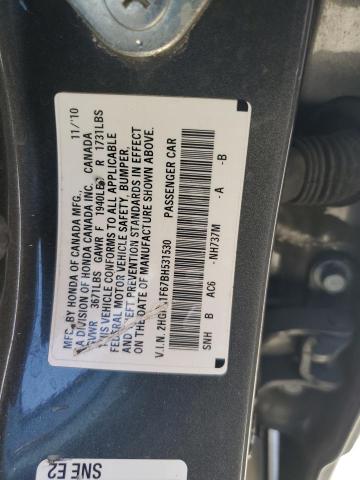 MFD. BY HONDA OF CANADA MFG., 11/'10
A DIVISION OF HONDA CANADA INC. CANADA
GVWR 3671LBS GAWR F 1940LBS R 1731LBS
THIS VEHICLE CONFORMS TO ALL APPLICABLE
FEDERAL MOTOR VEHICLE SAFETY, BUMPER,
AND THEFT PREVENTION STANDARDS IN EFFECT
ON THE DATE OF MANUFACTURE SHOWN ABOVE.
V.I.N. 1F67BH531530 PASSENGER CAR
SNH B AC6 -NH737M -A -B
SNE E2